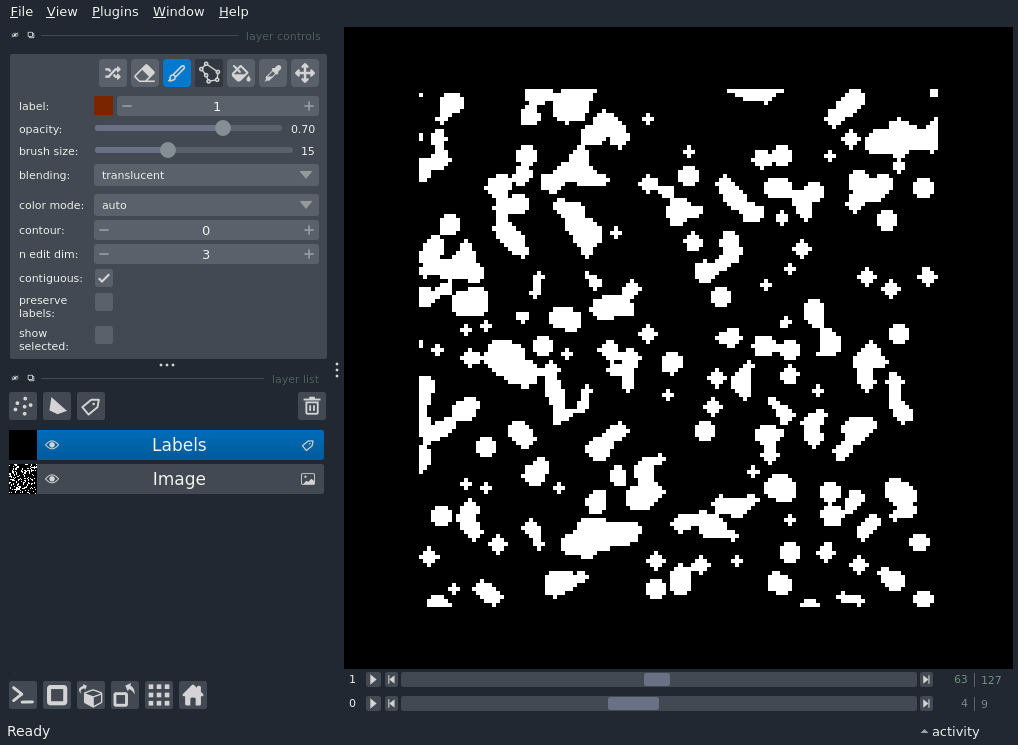 File View Plugins Window Help
layer controls
label: 1
opacity: 0.70
brush size: 15
blending: translucent
color mode: auto
contour: 0
n edit dim: 3
contiguous:
preserve
labels:
show
selected:
layer list
Labels
Image
1 63 127
0 4 9
Ready activity